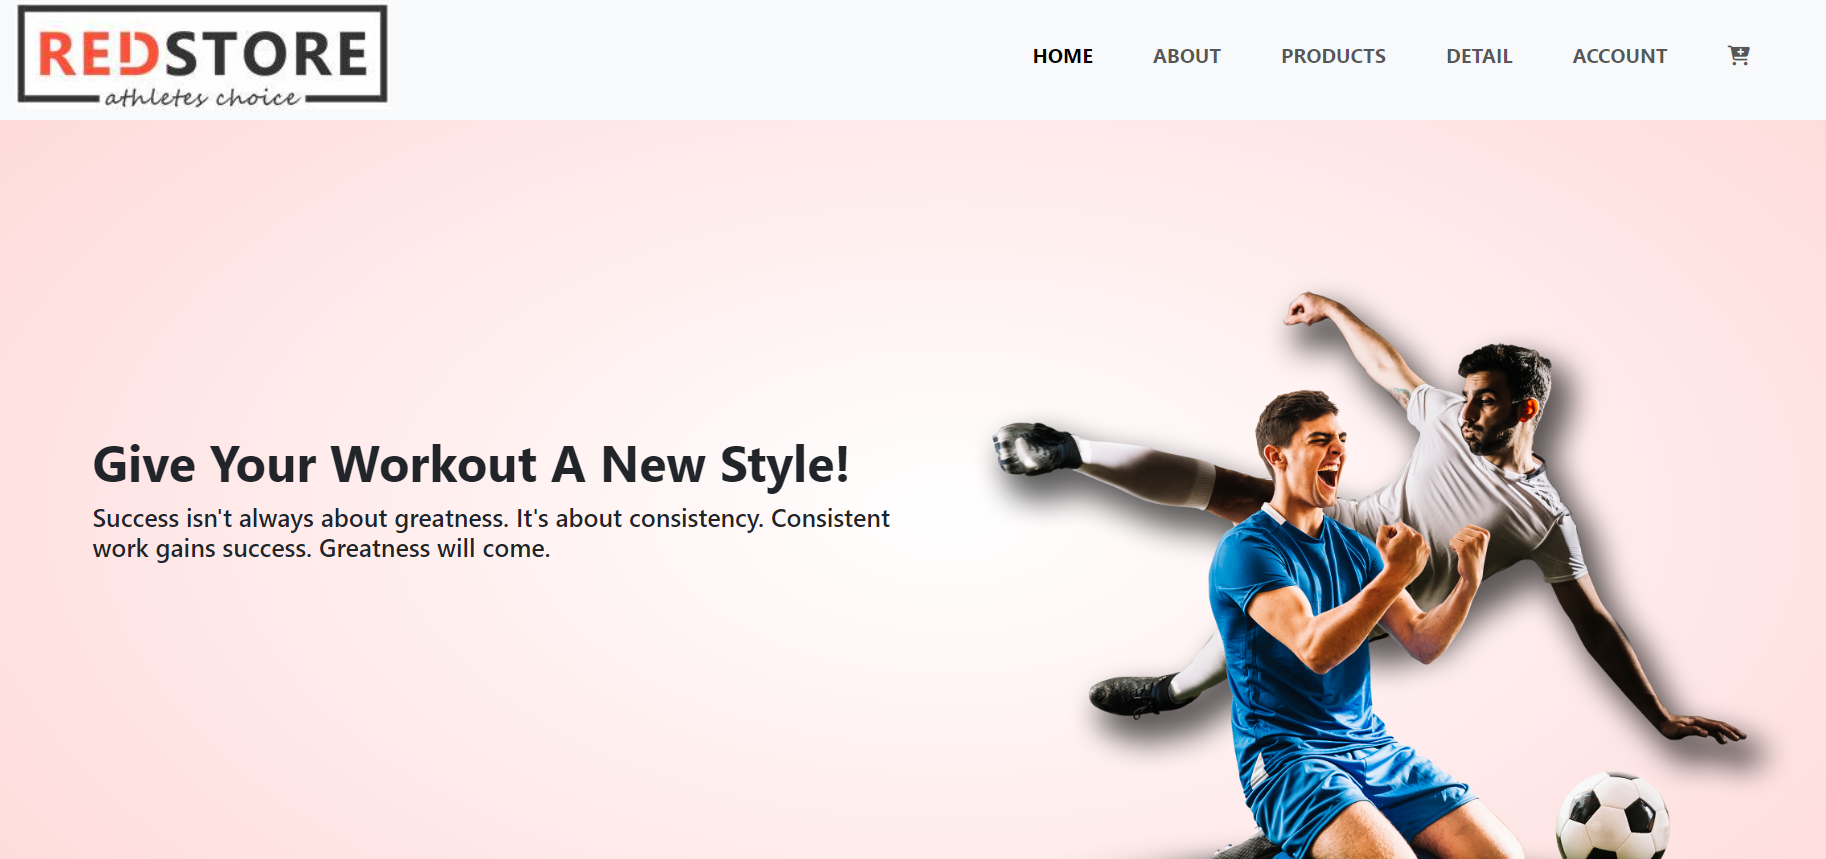 REDSTORE
athletes choice
HOME ABOUT PRODUCTS DETAIL ACCOUNT
Give Your Workout A New Style!
Success isn't always about greatness. It's about consistency. Consistent
work gains success. Greatness will come.